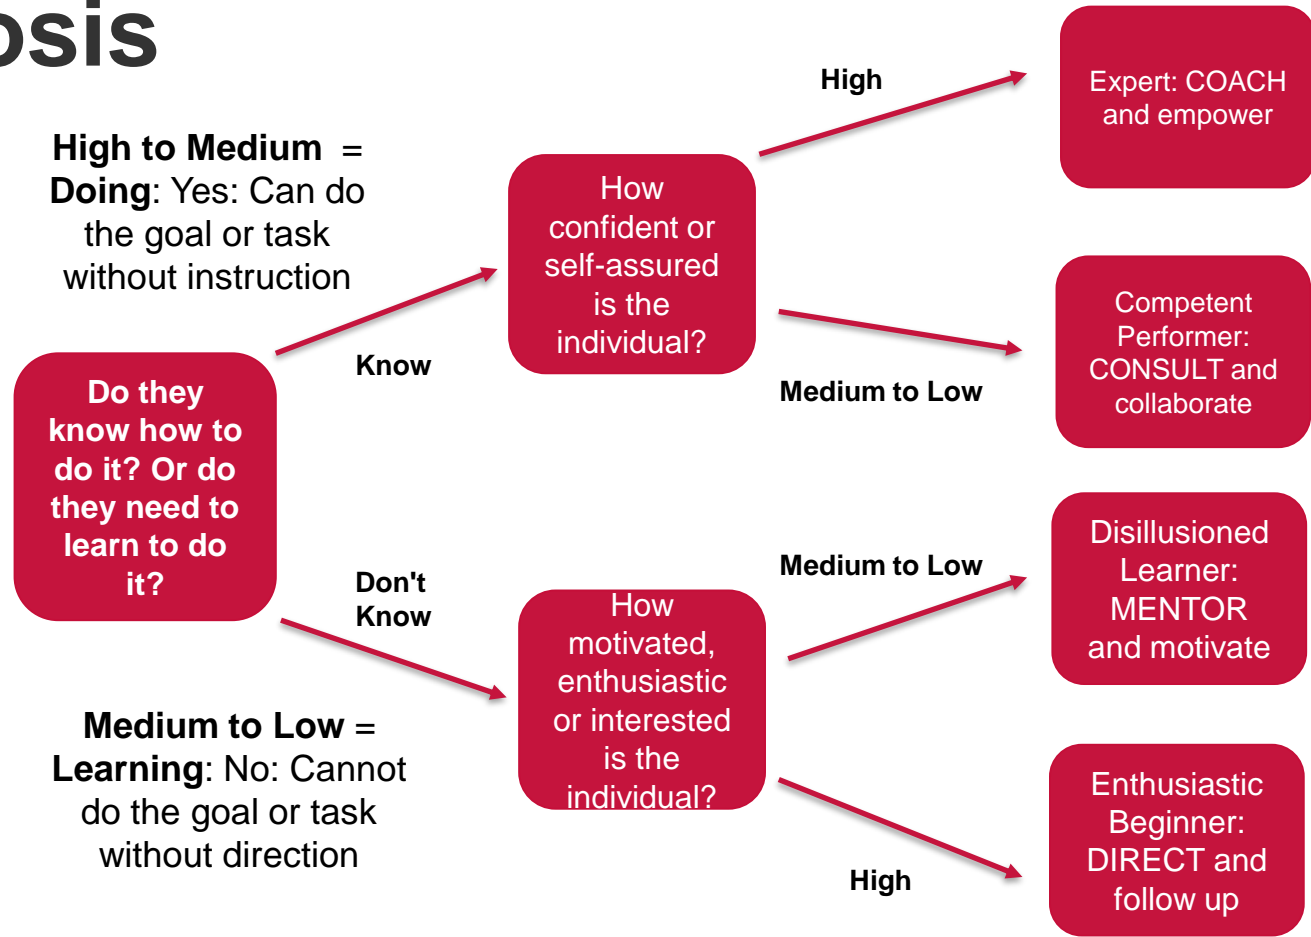 osis
High to Medium =
Doing: Yes: Can do
the goal or task
without instruction
Do they
know how to
do it? Or do
they need to
learn to do
it?
Medium to Low =
Learning: No: Cannot
do the goal or task
without direction
Know
Don't
Know
How
confident or
self-assured
is the
individual?
How
motivated,
enthusiastic
or interested
is the
individual?
High
Medium to Low
Medium to Low
High
Expert: COACH
and empower
Competent
Performer:
CONSULT and
collaborate
Disillusioned
Learner:
MENTOR
and motivate
Enthusiastic
Beginner:
DIRECT and
follow up